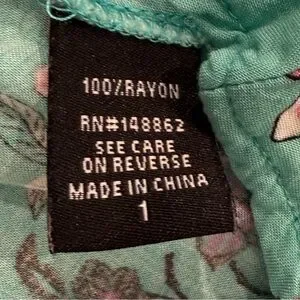 100%RAYON
RN#148862
SEE CARE
ON REVERSE
MADE IN CHINA
1